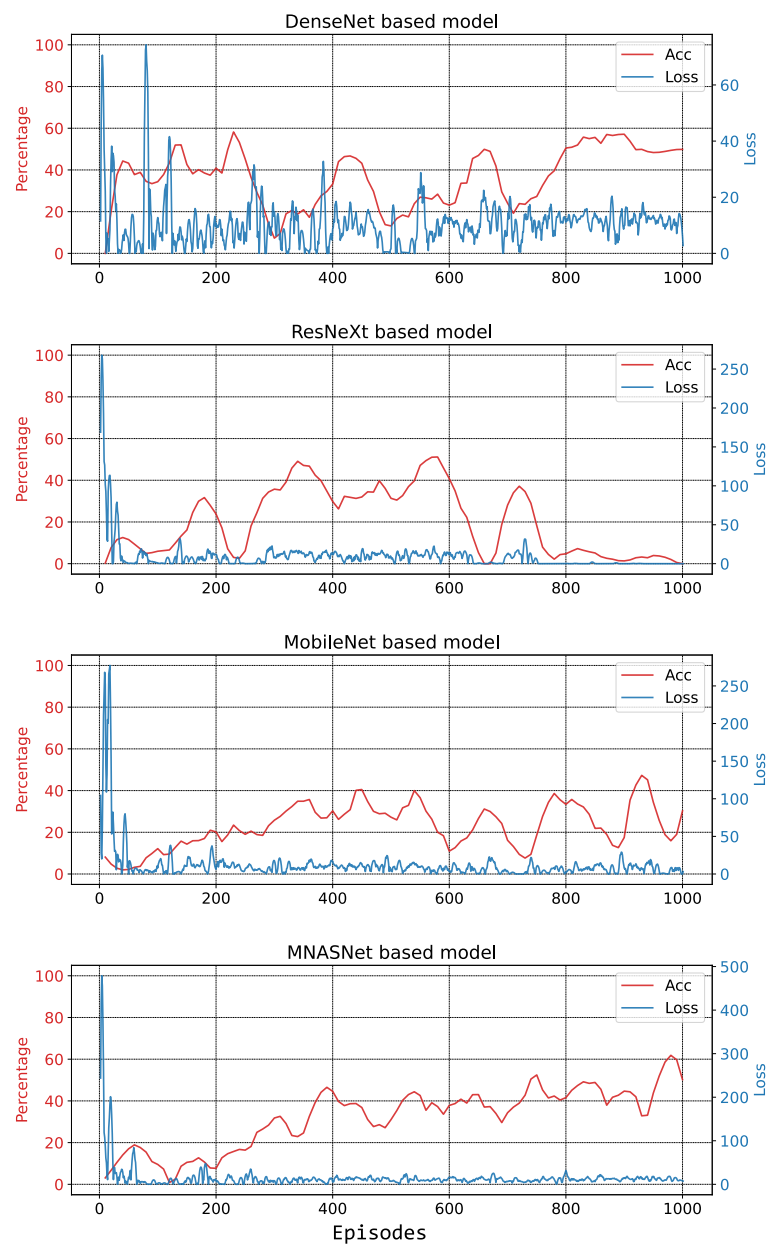 DenseNet based model
100
80
60
40
20
0
Percentage
Acc
Loss
60
40
20
0
Loss
0 200 400 600 800 1000
ResNeXt based model
100
80
60
40
20
0
Percentage
Acc
Loss
250
200
150
100
50
0
Loss
0 200 400 600 800 1000
MobileNet based model
100
80
60
40
20
0
Percentage
Acc
Loss
250
200
150
100
50
0
Loss
0 200 400 600 800 1000
MNASNet based model
100
80
60
40
20
0
Percentage
Acc
Loss
500
400
300
200
100
0
Loss
0 200 400 600 800 1000
Episodes